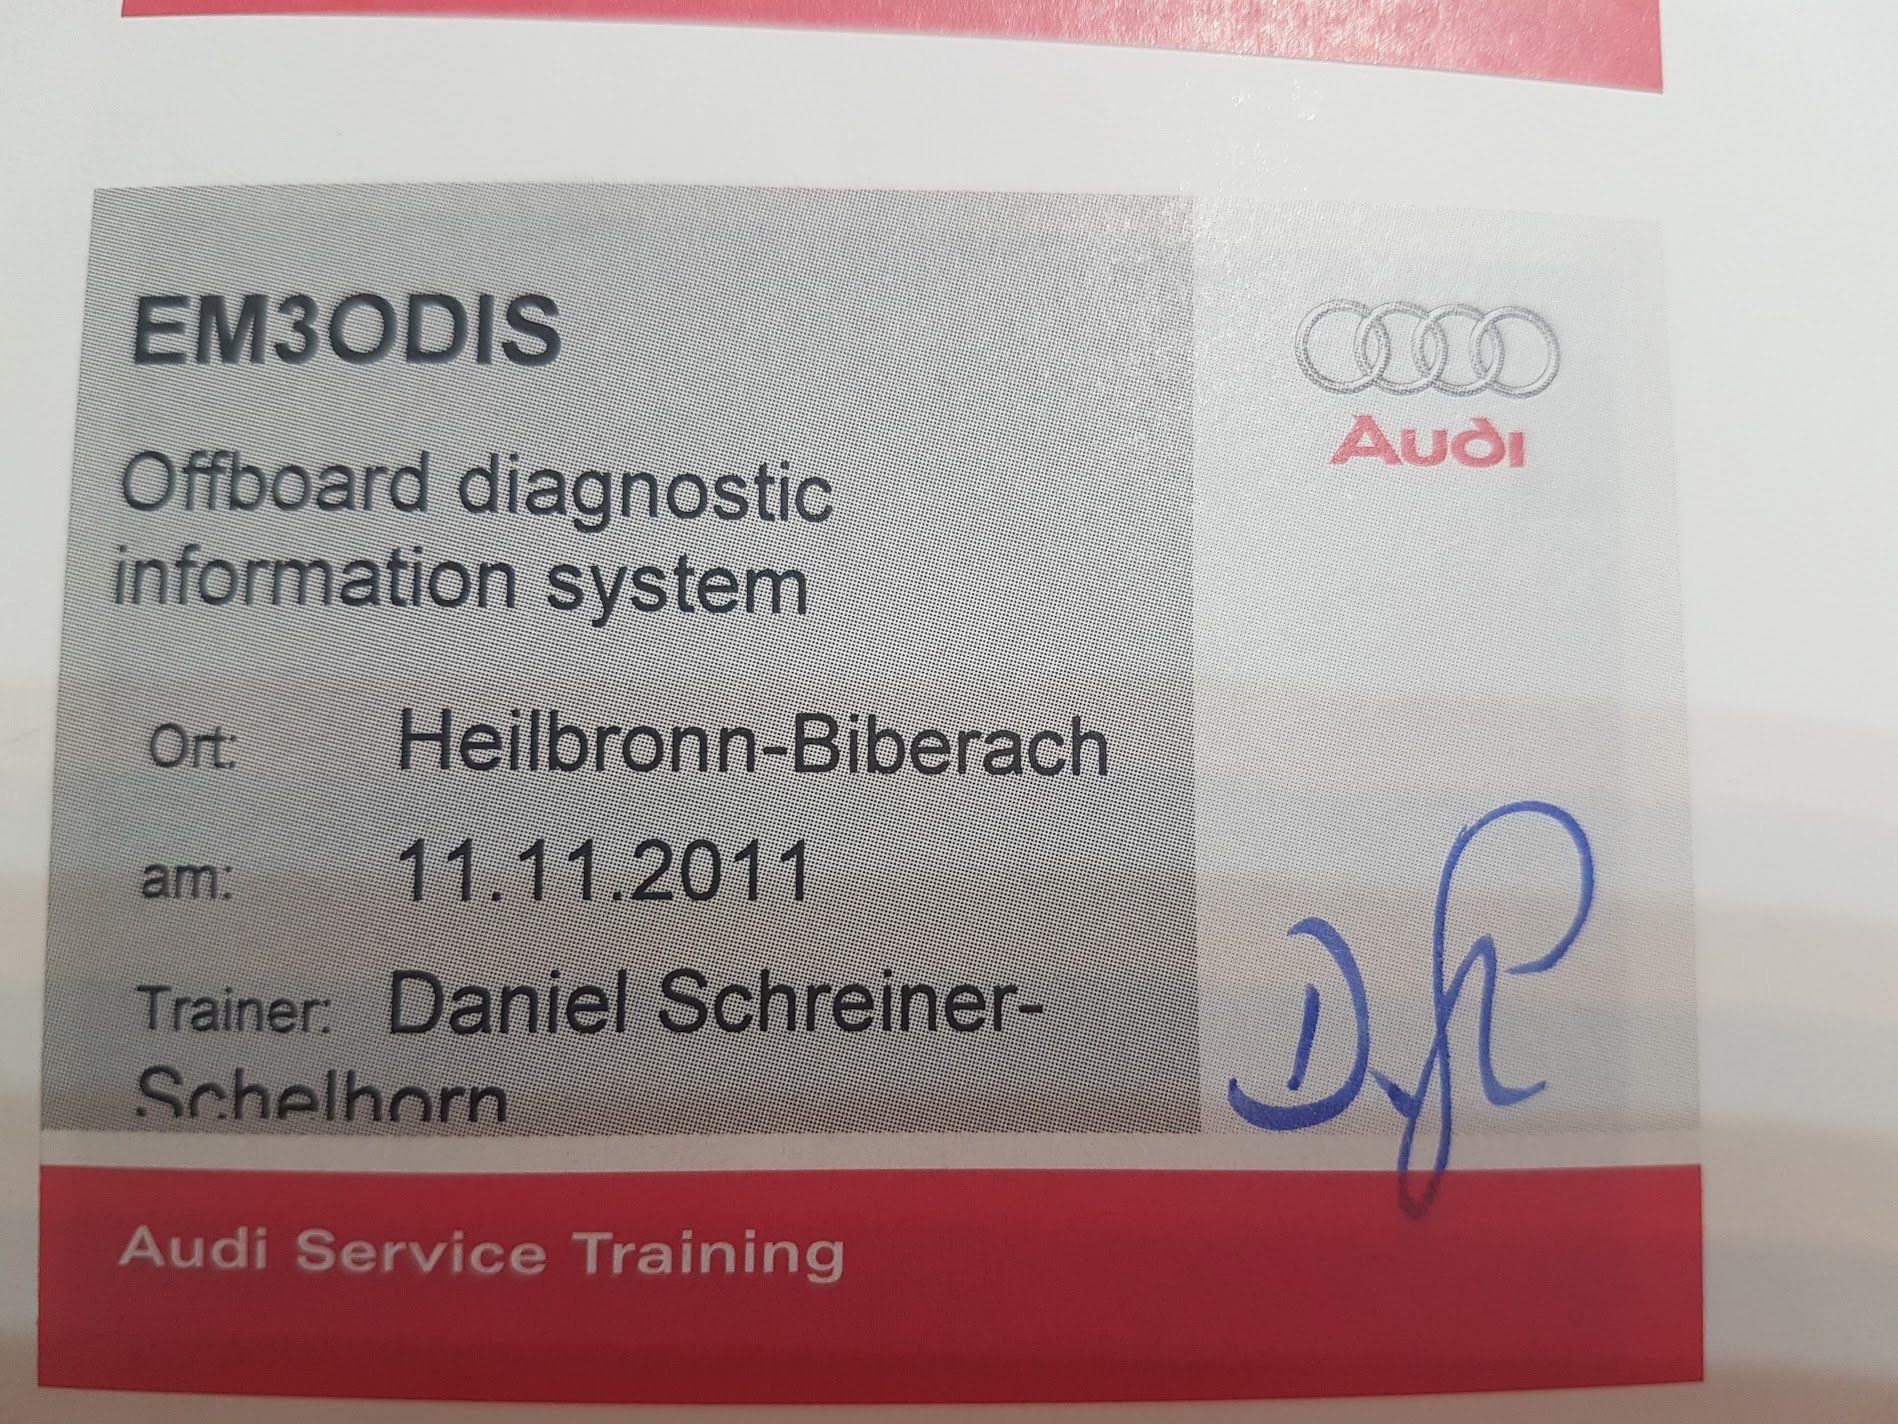 EM3ODIS
Audi
Offboard diagnostic
information system
Ort: Heilbronn-Biberach
am: 11.11.2011
Trainer: Daniel Schreiner-
Schelhorn
Audi Service Training